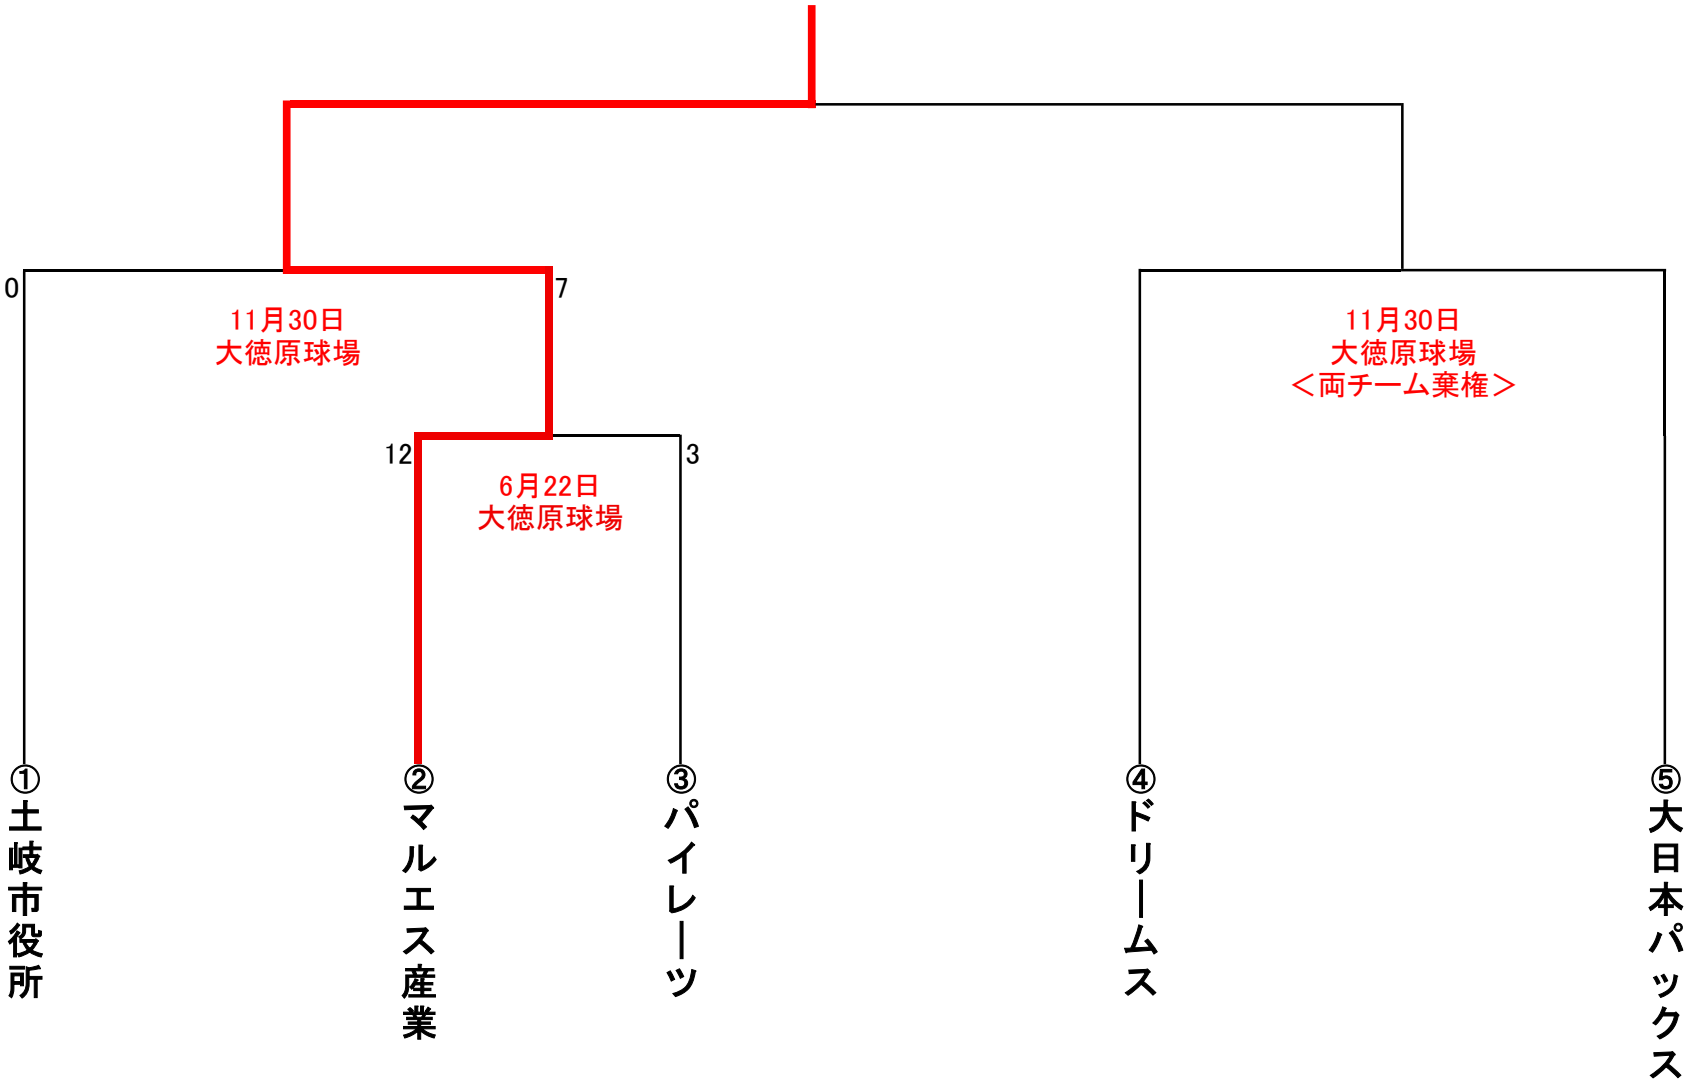 0
7
11月30日
大徳原球場
11月30日
大徳原球場
＜両チーム棄権＞
12
3
6月22日
大徳原球場
①土岐市役所
②マルエス産業
③パイレーツ
④ドリームス
⑤大日本パックス